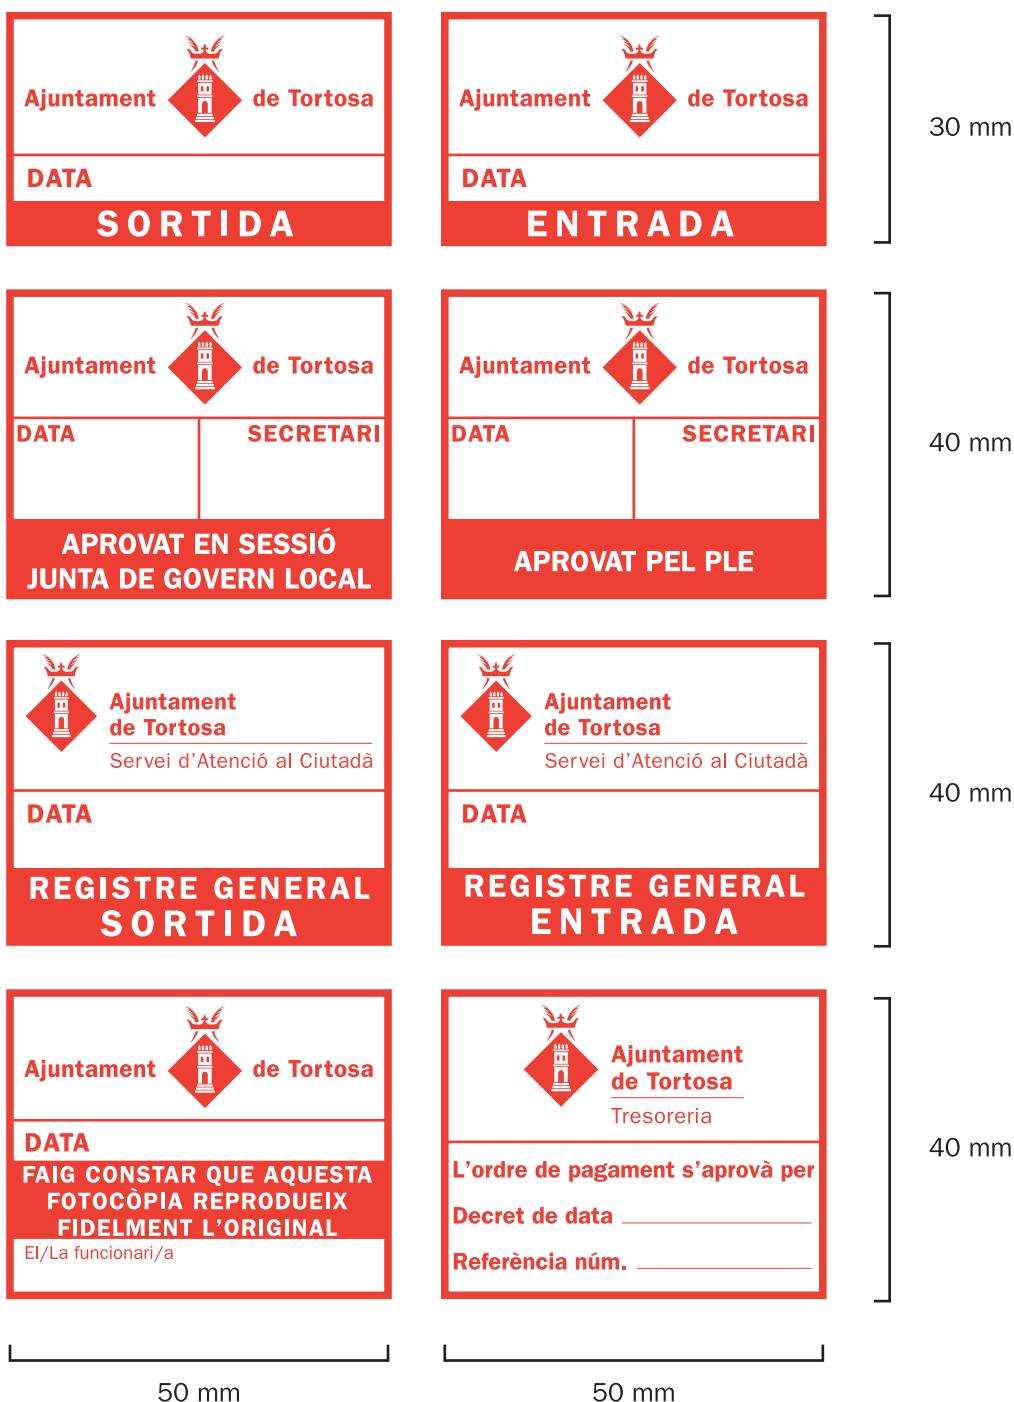 Ajuntament de Tortosa
DATA
SORTIDA
Ajuntament de Tortosa
DATA
ENTRADA
30 mm
Ajuntament de Tortosa
DATA SECRETARI
APROVAT EN SESSIÓ
JUNTA DE GOVERN LOCAL
Ajuntament de Tortosa
DATA SECRETARI
APROVAT PEL PLE
40 mm
Ajuntament
de Tortosa
Servei d'Atenció al Ciutadà
DATA
REGISTRE GENERAL
SORTIDA
Ajuntament
de Tortosa
Servei d'Atenció al Ciutadà
DATA
REGISTRE GENERAL
ENTRADA
40 mm
Ajuntament de Tortosa
DATA
FAIG CONSTAR QUE AQUESTA
FOTOCÒPIA REPRODUEIX
FIDELMENT L'ORIGINAL
El/La funcionari/a
Ajuntament
de Tortosa
Tresoreria
L'ordre de pagament s'aprovà per
Decret de data
Referència núm.
40 mm
50 mm
50 mm